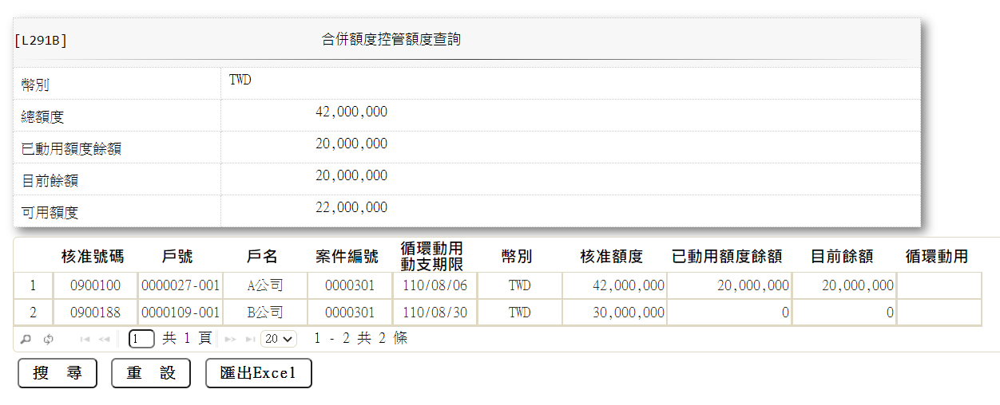 [L291B] 合併額度控管額度查詢
幣別 TWD
總額度 42,000,000
已動用額度餘額 20,000,000
目前餘額 20,000,000
可用額度 22,000,000
核准號碼 戶號 戶名 案件編號 循環動用動支期限 幣別 核准額度 已動用額度餘額 目前餘額 循環動用
1 0900100 0000027-001 A公司 0000301 110/08/06 TWD 42,000,000 20,000,000 20,000,000
2 0900188 0000109-001 B公司 0000301 110/08/30 TWD 30,000,000 0 0
1 共 1 頁 20 1 - 2 共 2 條
搜 尋 重 設 匯出Excel